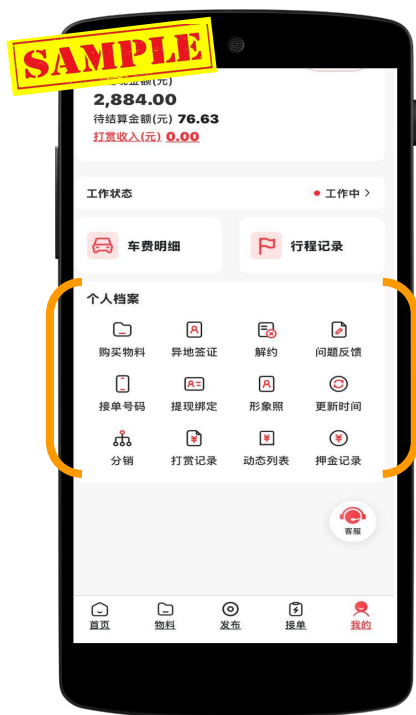 SAMPLE
额(元)
2,884.00
待结算金额(元) 76.63
打赏收入(元) 0.00
工作状态 工作中
车费明细 行程记录
个人档案
购买物料 异地签证 解约 问题反馈
接单号码 提现绑定 形象照 更新时间
分销 打赏记录 动态列表 押金记录
客服
首页 物料 发布 接单 我的